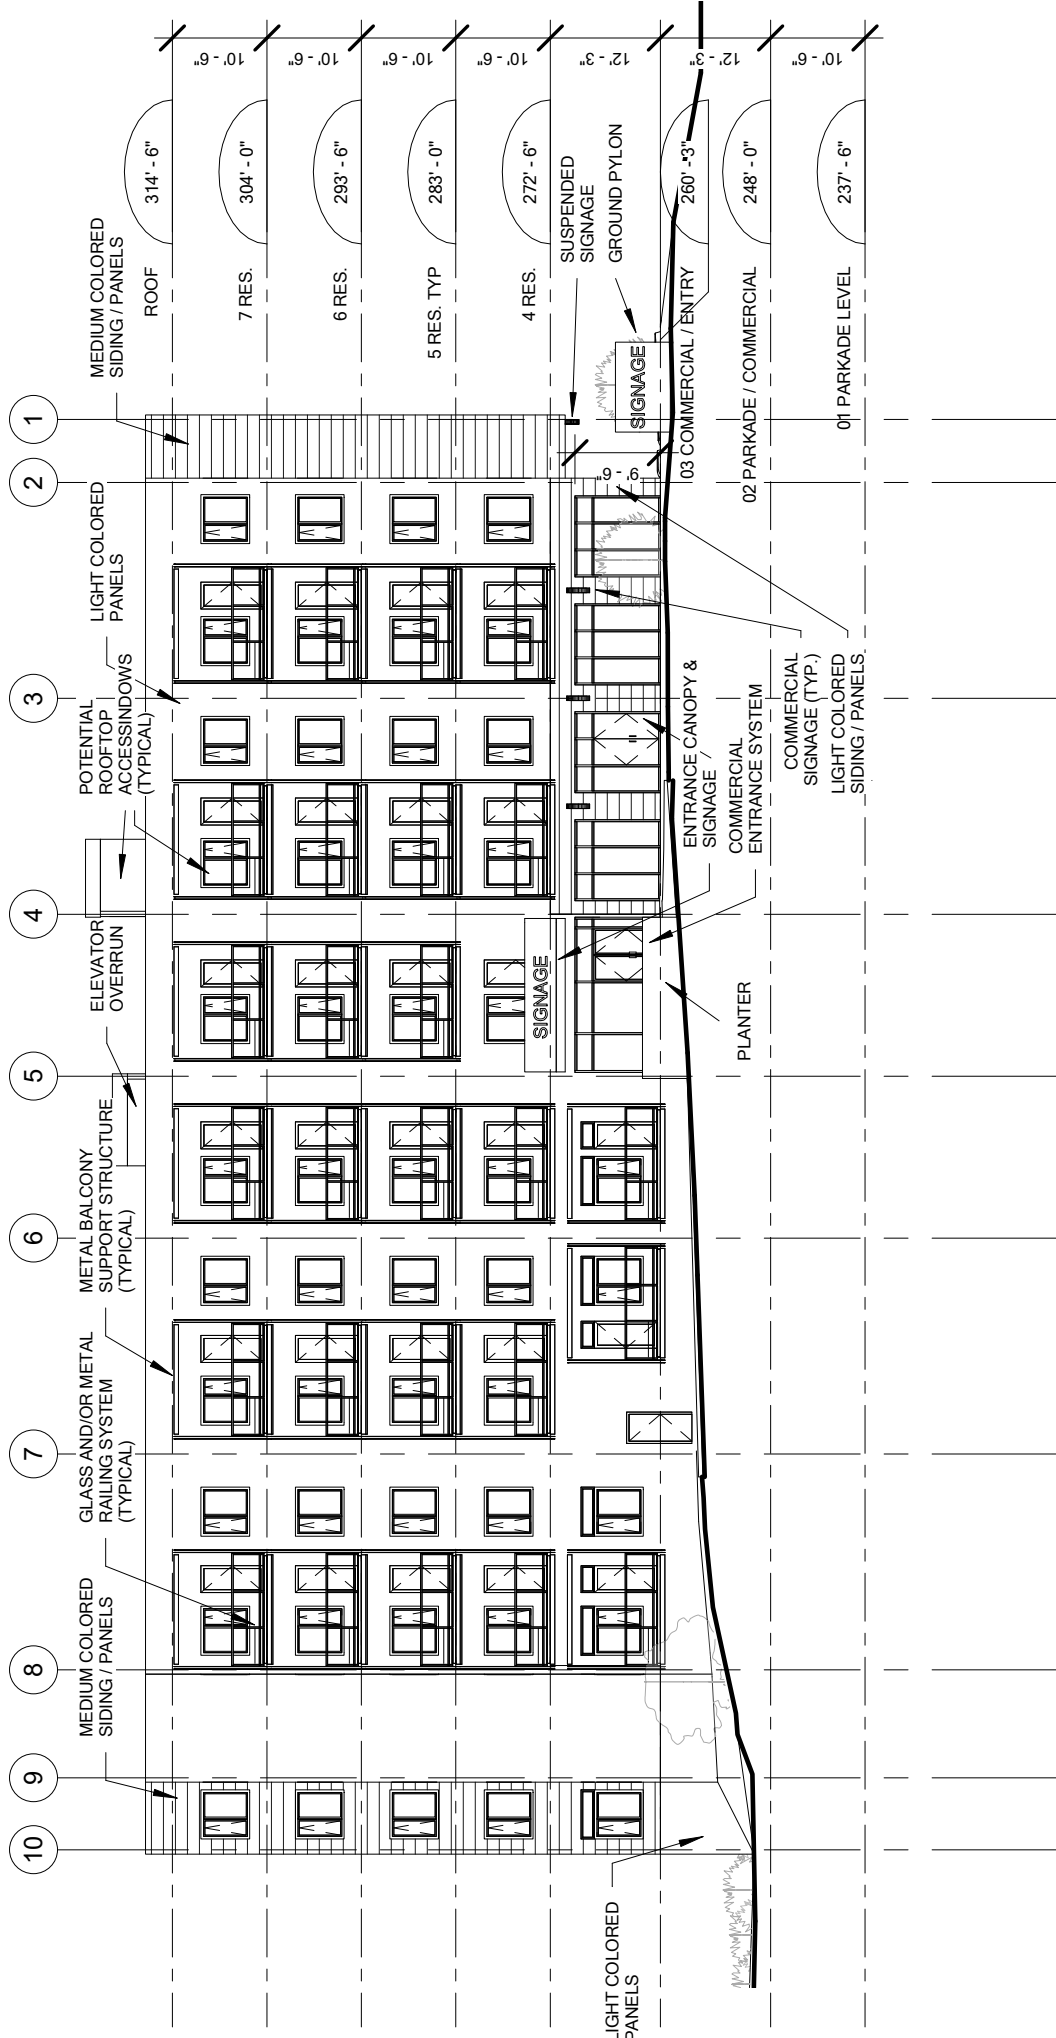 10
9
8
7
6
5
4
3
2
1
MEDIUM COLORED
SIDING / PANELS
GLASS AND/OR METAL
RAILING SYSTEM
(TYPICAL)
METAL BALCONY
SUPPORT STRUCTURE
(TYPICAL)
ELEVATOR
OVERRUN
POTENTIAL
ROOFTOP
ACCESSINDOWS
(TYPICAL)
LIGHT COLORED
PANELS
MEDIUM COLORED
SIDING / PANELS
ROOF
314' - 6"
10' - 6"
7 RES.
304' - 0"
10' - 6"
6 RES.
293' - 6"
10' - 6"
5 RES. TYP
283' - 0"
10' - 6"
4 RES.
272' - 6"
12' - 3"
SUSPENDED
SIGNAGE
GROUND PYLON
SIGNAGE
SIGNAGE
9' - 6"
03 COMMERCIAL / ENTRY
260' - 3"
12' - 3"
02 PARKADE / COMMERCIAL
248' - 0"
10' - 6"
01 PARKADE LEVEL
237' - 6"
LIGHT COLORED
PANELS
PLANTER
ENTRANCE CANOPY &
SIGNAGE
COMMERCIAL
ENTRANCE SYSTEM
COMMERCIAL
SIGNAGE (TYP.)
LIGHT COLORED
SIDING / PANELS